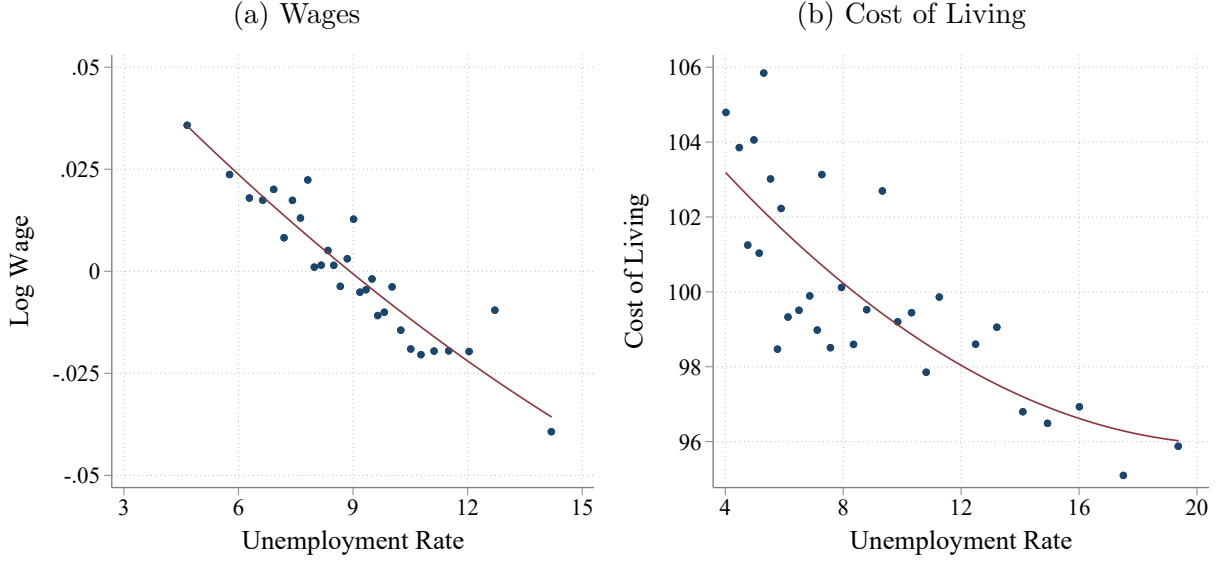 (a) Wages
.05
.025
0
-.025
-.05
Log Wage
3 6 9 12 15
Unemployment Rate
(b) Cost of Living
106
104
102
100
98
96
Cost of Living
4 8 12 16 20
Unemployment Rate